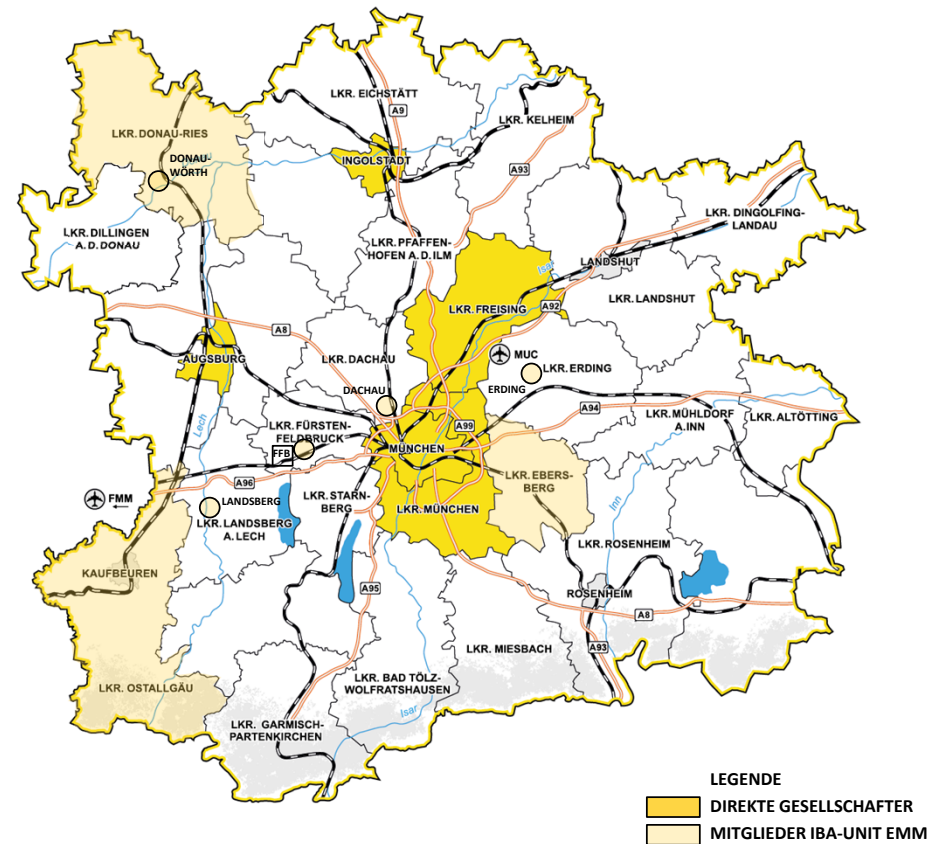 LKR. EICHSTÄTT
A9
LKR. KELHEIM
LKR. DONAU-RIES
DONAU-
WÖRTH
INGOLSTADT
A93
LKR. DILLINGEN
A. D. DONAU
LKR. PFAFFEN-
HOFEN A. D. ILM
LKR. DINGOLFING-
LANDAU
LANDSHUT
Isar
LKR. FREISING
A92
LKR. LANDSHUT
A8
AUGSBURG
LKR. DACHAU
MUC
LKR. ERDING
DACHAU
ERDING
Lech
LKR. FÜRSTEN-
FELDBRUCK
FFB
A99
MÜNCHEN
A94
LKR. MÜHLDORF
A. INN
LKR. ALTÖTTING
A96
FMM
LANDSBERG
LKR. LANDSBERG
A. LECH
LKR. STARN-
BERG
LKR. MÜNCHEN
LKR. EBERS-
BERG
Inn
KAUFBEUREN
A95
LKR. ROSENHEIM
ROSENHEIM
A8
A93
LKR. OSTALLGÄU
LKR. MIESBACH
LKR. BAD TÖLZ-
WOLFRATSHAUSEN
Isar
LKR. GARMISCH-
PARTENKIRCHEN
LEGENDE
DIREKTE GESELLSCHAFTER
MITGLIEDER IBA-UNIT EMM